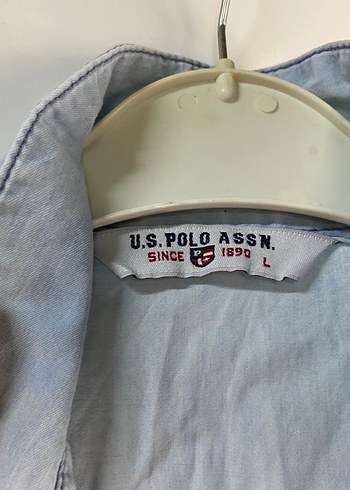 U.S. POLO ASSN.
SINCE 1890 L